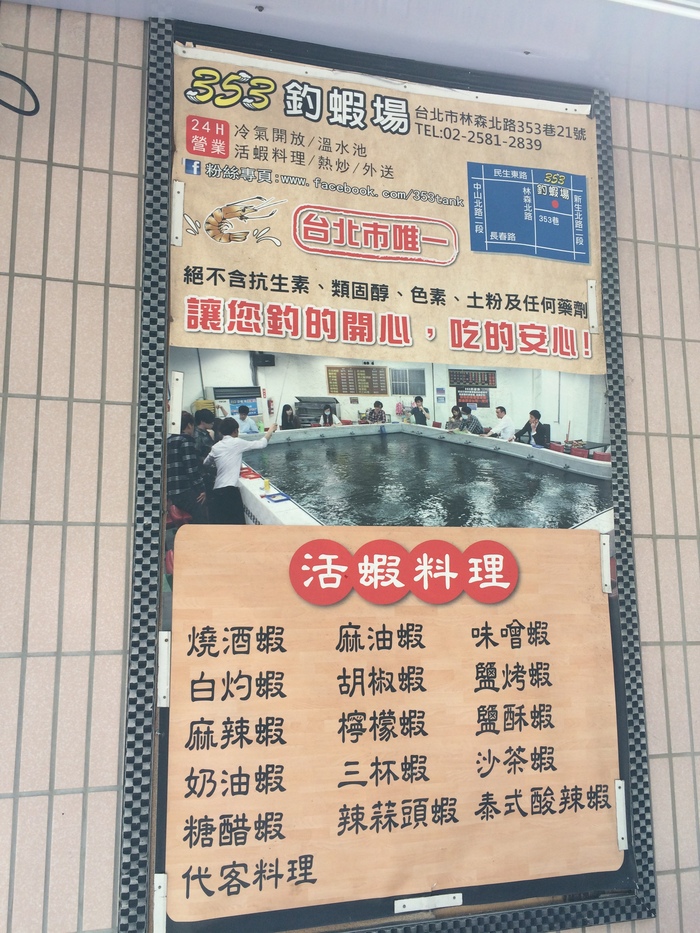 353 釣蝦場
台北市林森北路353巷21號
TEL:02-2581-2839
24H
營業
冷氣開放/溫水池
活蝦料理/熱炒/外送
f 粉絲專頁:www.facebook.com/353tank
民生東路
353
釣蝦場
中山北路二段
林森北路
353巷
新生北路二段
長春路
台北市唯一
絕不含抗生素、類固醇、色素、土粉及任何藥劑
讓您釣的開心，吃的安心!
活蝦料理
燒酒蝦 麻油蝦 味噌蝦
白灼蝦 胡椒蝦 鹽烤蝦
麻辣蝦 檸檬蝦 鹽酥蝦
奶油蝦 三杯蝦 沙茶蝦
糖醋蝦 辣蒜頭蝦 泰式酸辣蝦
代客料理